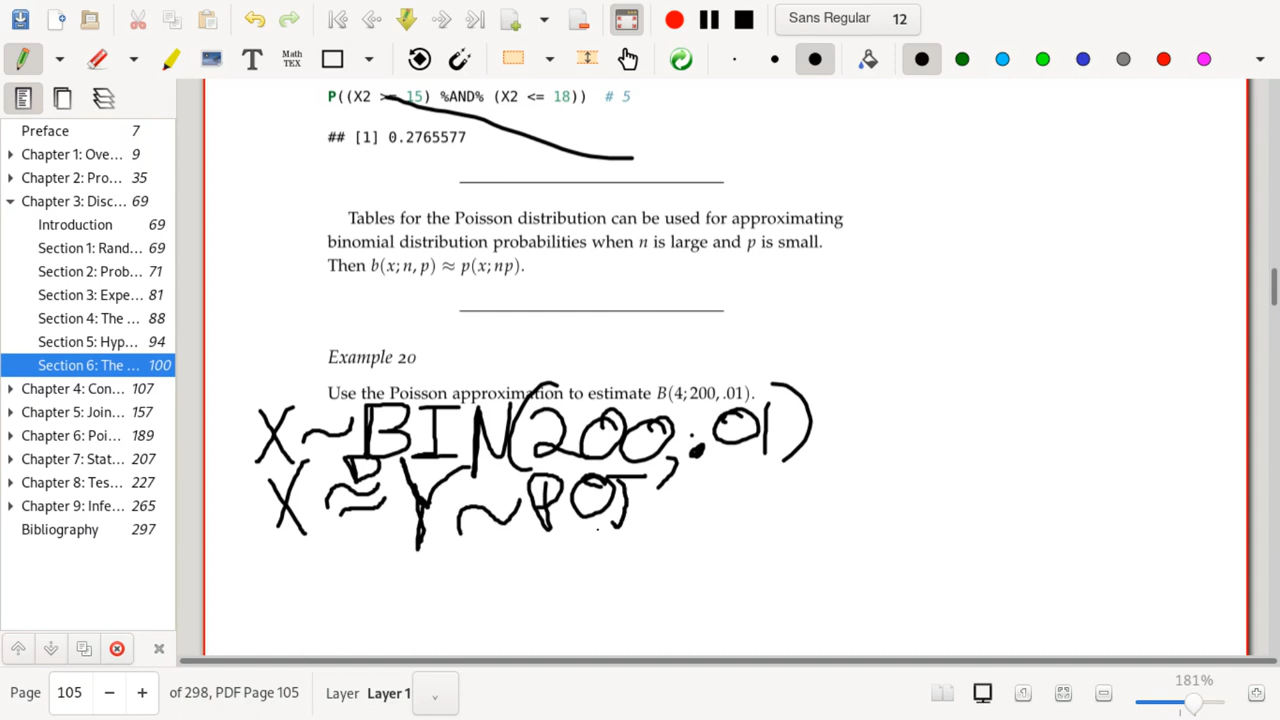 Sans Regular 12
T Math TEX
Preface 7
Chapter 1: Ove... 9
Chapter 2: Pro... 35
Chapter 3: Disc... 69
Introduction 69
Section 1: Rand... 69
Section 2: Prob... 71
Section 3: Expe... 81
Section 4: The ... 88
Section 5: Hyp... 94
Section 6: The ... 100
Chapter 4: Con... 107
Chapter 5: Join... 157
Chapter 6: Poi... 189
Chapter 7: Stat... 207
Chapter 8: Tes... 227
Chapter 9: Infe... 265
Bibliography 297
P((X2 >= 15) %AND% (X2 <= 18)) # 5
## [1] 0.2765577
Tables for the Poisson distribution can be used for approximating
binomial distribution probabilities when n is large and p is small.
Then b(x; n, p) ≈ p(x; np).
Example 20
Use the Poisson approximation to estimate B(4; 200, .01).
X ~ BIN(200, .01)
X ≈ Y ~ POI
Page 105 of 298, PDF Page 105 Layer Layer 1 181%